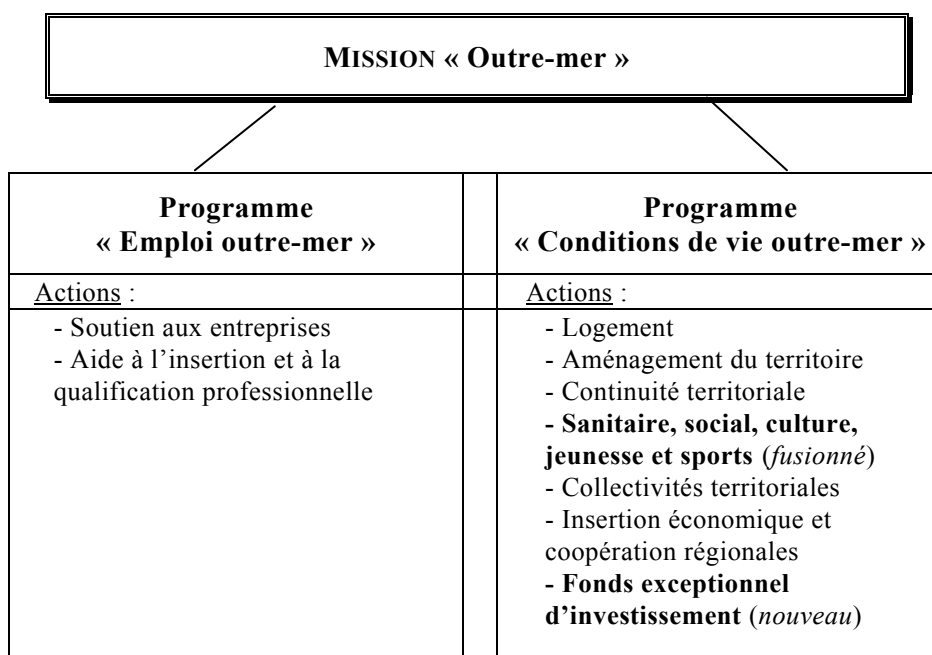 MISSION « Outre-mer »
Programme
« Emploi outre-mer »
Actions :
- Soutien aux entreprises
- Aide à l’insertion et à la
qualification professionnelle
Programme
« Conditions de vie outre-mer »
Actions :
- Logement
- Aménagement du territoire
- Continuité territoriale
- Sanitaire, social, culture,
jeunesse et sports (fusionné)
- Collectivités territoriales
- Insertion économique et
coopération régionales
- Fonds exceptionnel
d’investissement (nouveau)